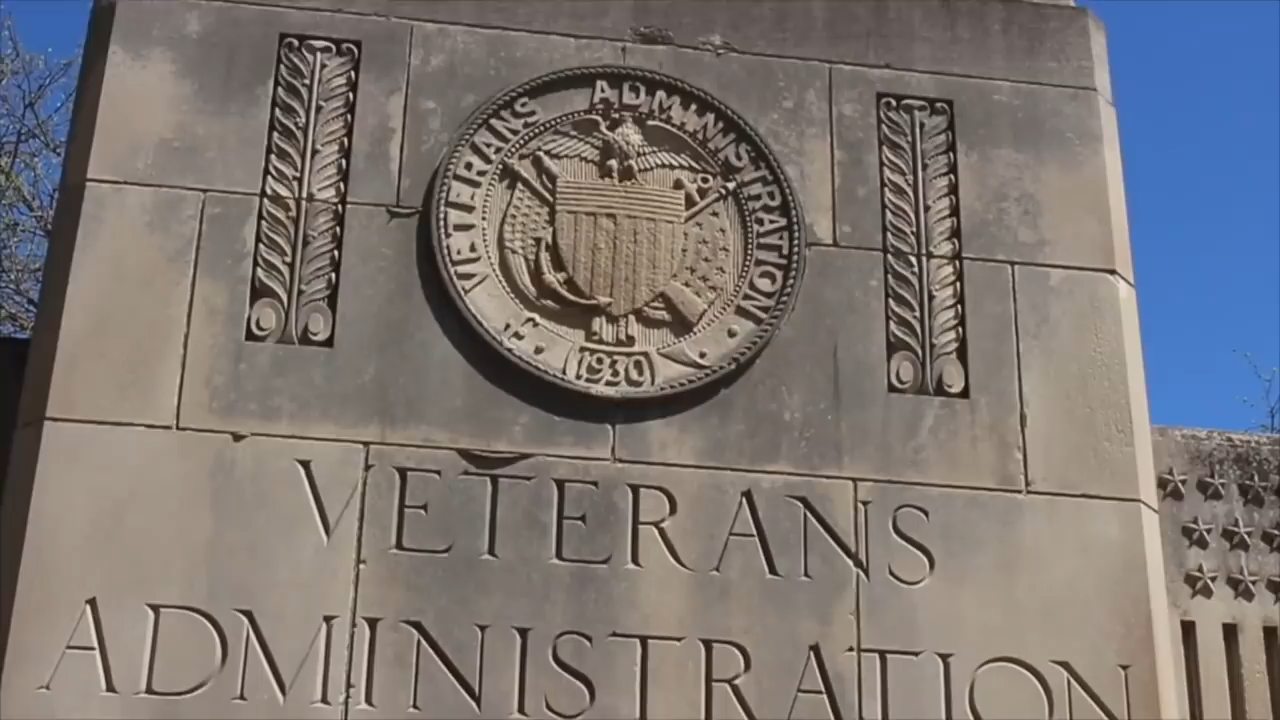 VETERANS ADMINISTRATION
1930
VETERANS
ADMINISTRATION